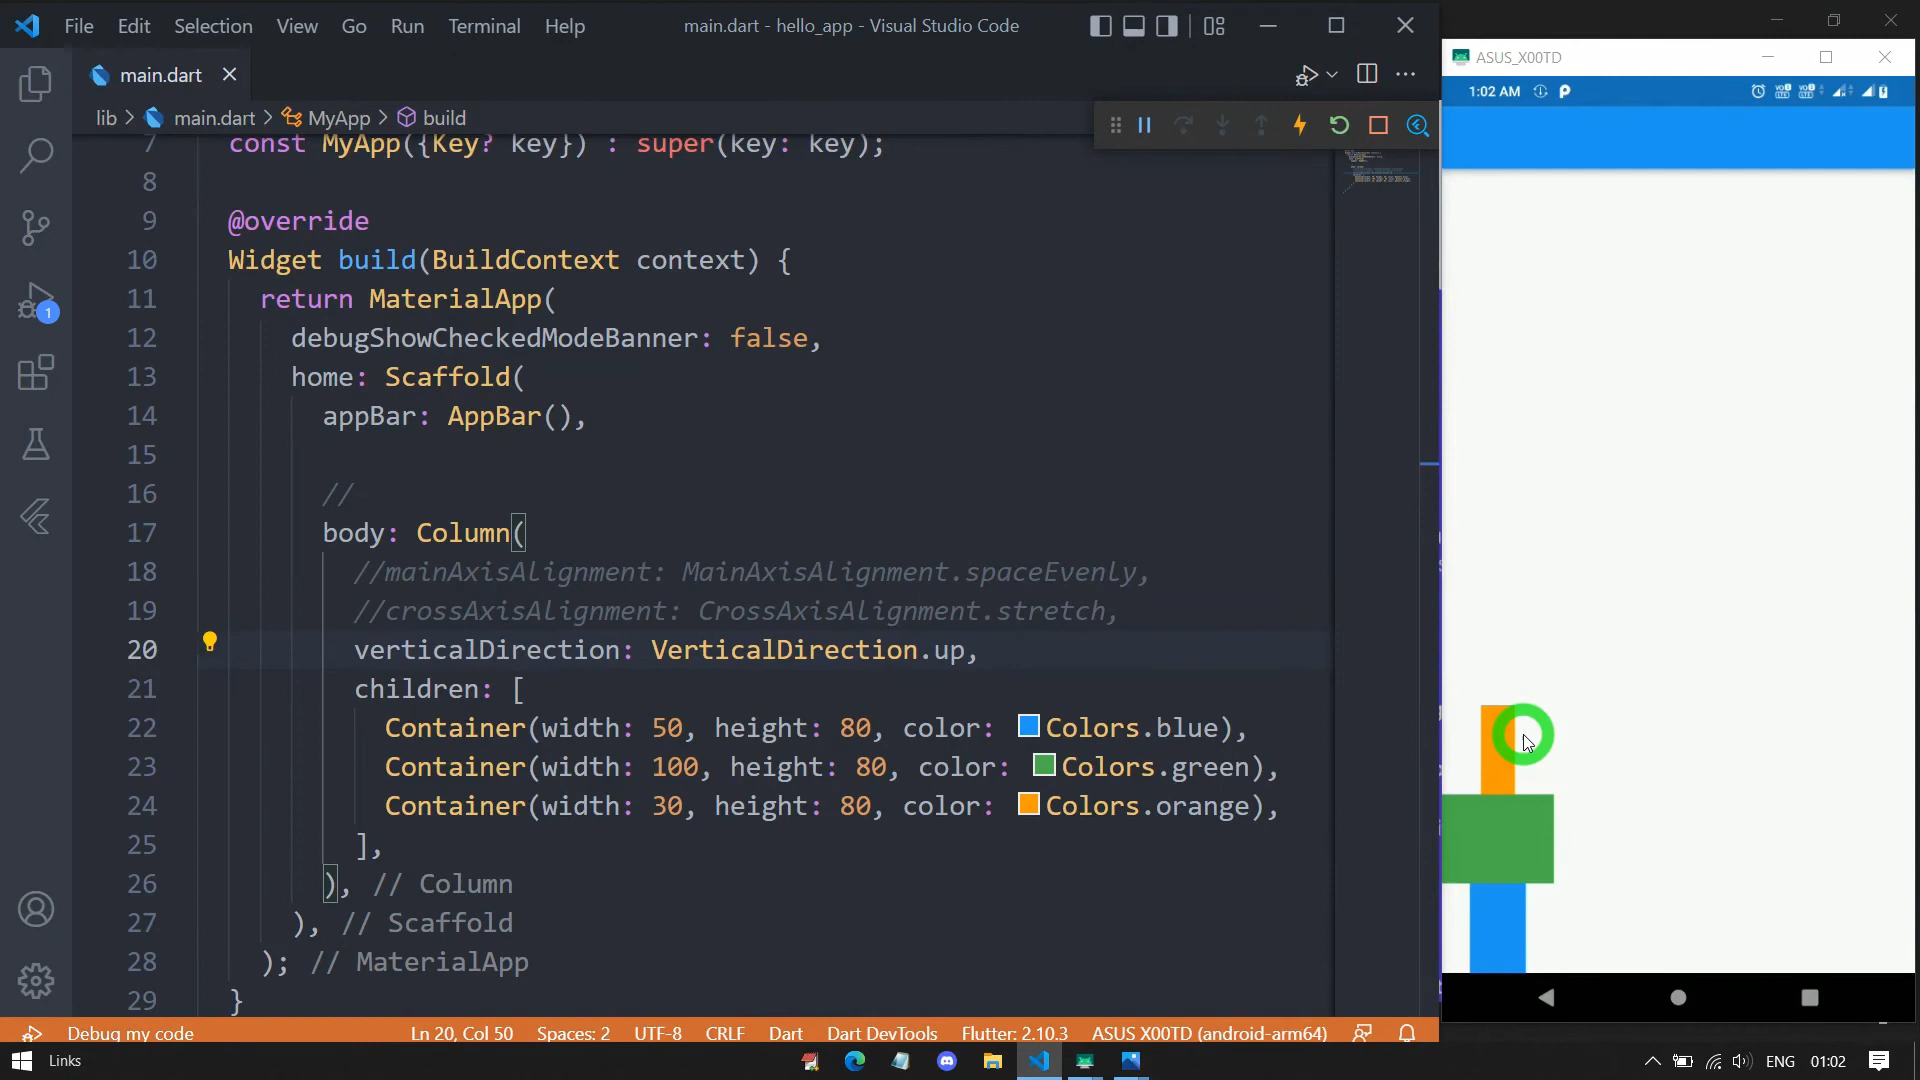 File Edit Selection View Go Run Terminal Help main.dart - hello_app - Visual Studio Code
main.dart
lib > main.dart > MyApp > build
7 const MyApp({Key? key}) : super(key: key);
8
9 @override
10 Widget build(BuildContext context) {
11 return MaterialApp(
12 debugShowCheckedModeBanner: false,
13 home: Scaffold(
14 appBar: AppBar(),
15
16 //
17 body: Column(
18 //mainAxisAlignment: MainAxisAlignment.spaceEvenly,
19 //crossAxisAlignment: CrossAxisAlignment.stretch,
20 verticalDirection: VerticalDirection.up,
21 children: [
22 Container(width: 50, height: 80, color: Colors.blue),
23 Container(width: 100, height: 80, color: Colors.green),
24 Container(width: 30, height: 80, color: Colors.orange),
25 ],
26 ), // Column
27 ), // Scaffold
28 ); // MaterialApp
29 }
1
Debug my code Ln 20, Col 50 Spaces: 2 UTF-8 CRLF Dart Dart DevTools Flutter: 2.10.3 ASUS X00TD (android-arm64)
ASUS_X00TD
1:02 AM
Links ENG 01:02